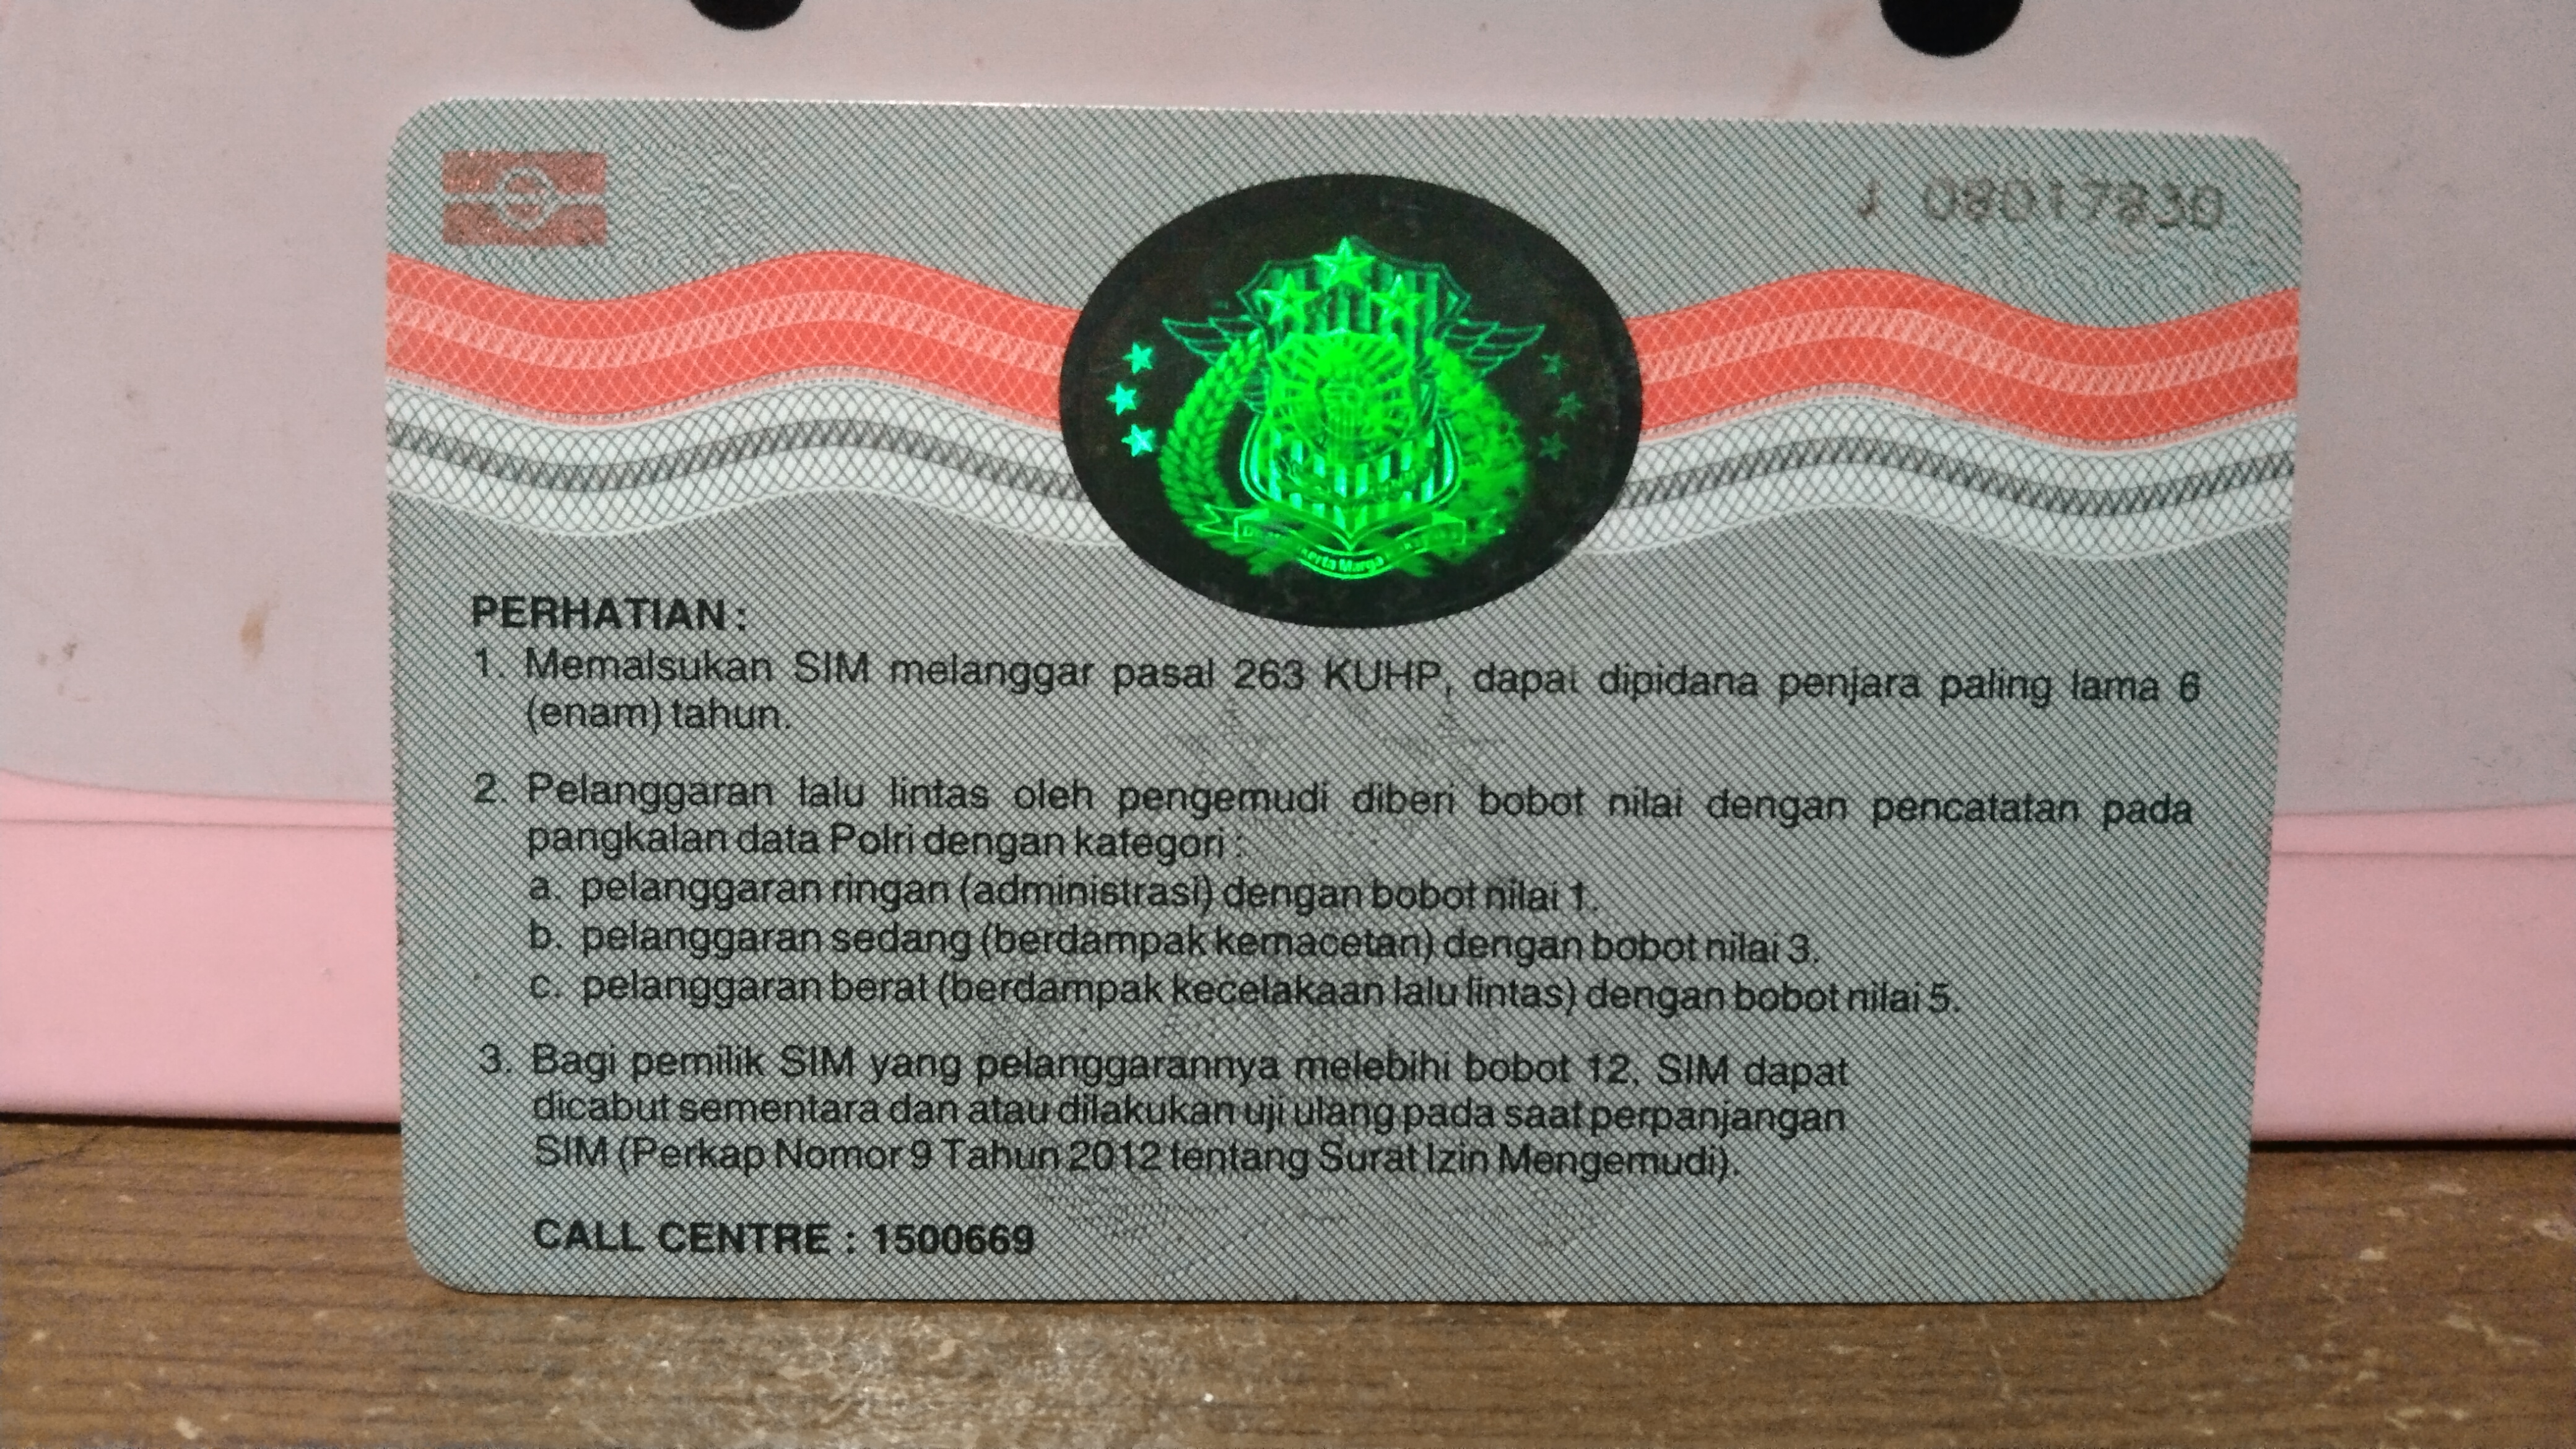 08017830
Kerta Marga
PERHATIAN :
1. Memalsukan SIM melanggar pasal 263 KUHP, dapat dipidana penjara paling lama 6
(enam) tahun.
2. Pelanggaran lalu lintas oleh pengemudi diberi bobot nilai dengan pencatatan pada
pangkalan data Polri dengan kategori :
a. pelanggaran ringan (administrasi) dengan bobot nilai 1.
b. pelanggaran sedang (berdampak kemacetan) dengan bobot nilai 3.
c. pelanggaran berat (berdampak kecelakaan lalu lintas) dengan bobot nilai 5.
3. Bagi pemilik SIM yang pelanggarannya melebihi bobot 12, SIM dapat
dicabut sementara dan atau dilakukan uji ulang pada saat perpanjangan
SIM (Perkap Nomor 9 Tahun 2012 tentang Surat Izin Mengemudi).
CALL CENTRE : 1500669